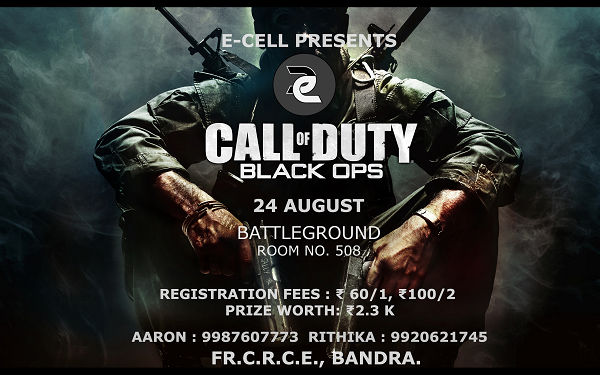 E-CELL PRESENTS
CALL OF DUTY
BLACK OPS
24 AUGUST
BATTLEGROUND
ROOM NO. 508
REGISTRATION FEES : ₹ 60/1, ₹100/2
PRIZE WORTH: ₹2.3 K
AARON : 9987607773 RITHIKA : 9920621745
FR.C.R.C.E., BANDRA.